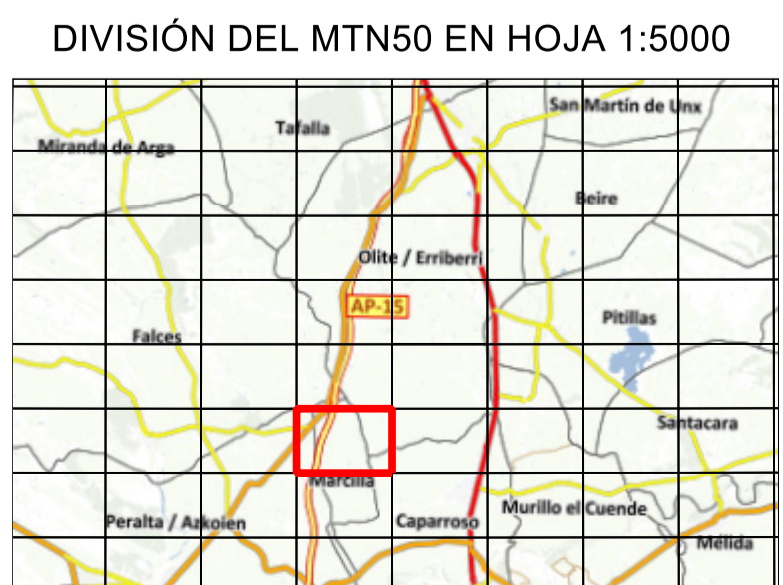 DIVISIÓN DEL MTN50 EN HOJA 1:5000
San Martín de Unx
Tafalla
Miranda de Arga
Beire
Olite / Erriberri
AP-15
Pitillas
Falces
Santacara
Marcilla
Murillo el Cuende
Peralta / Azkoien
Caparroso
Mélida